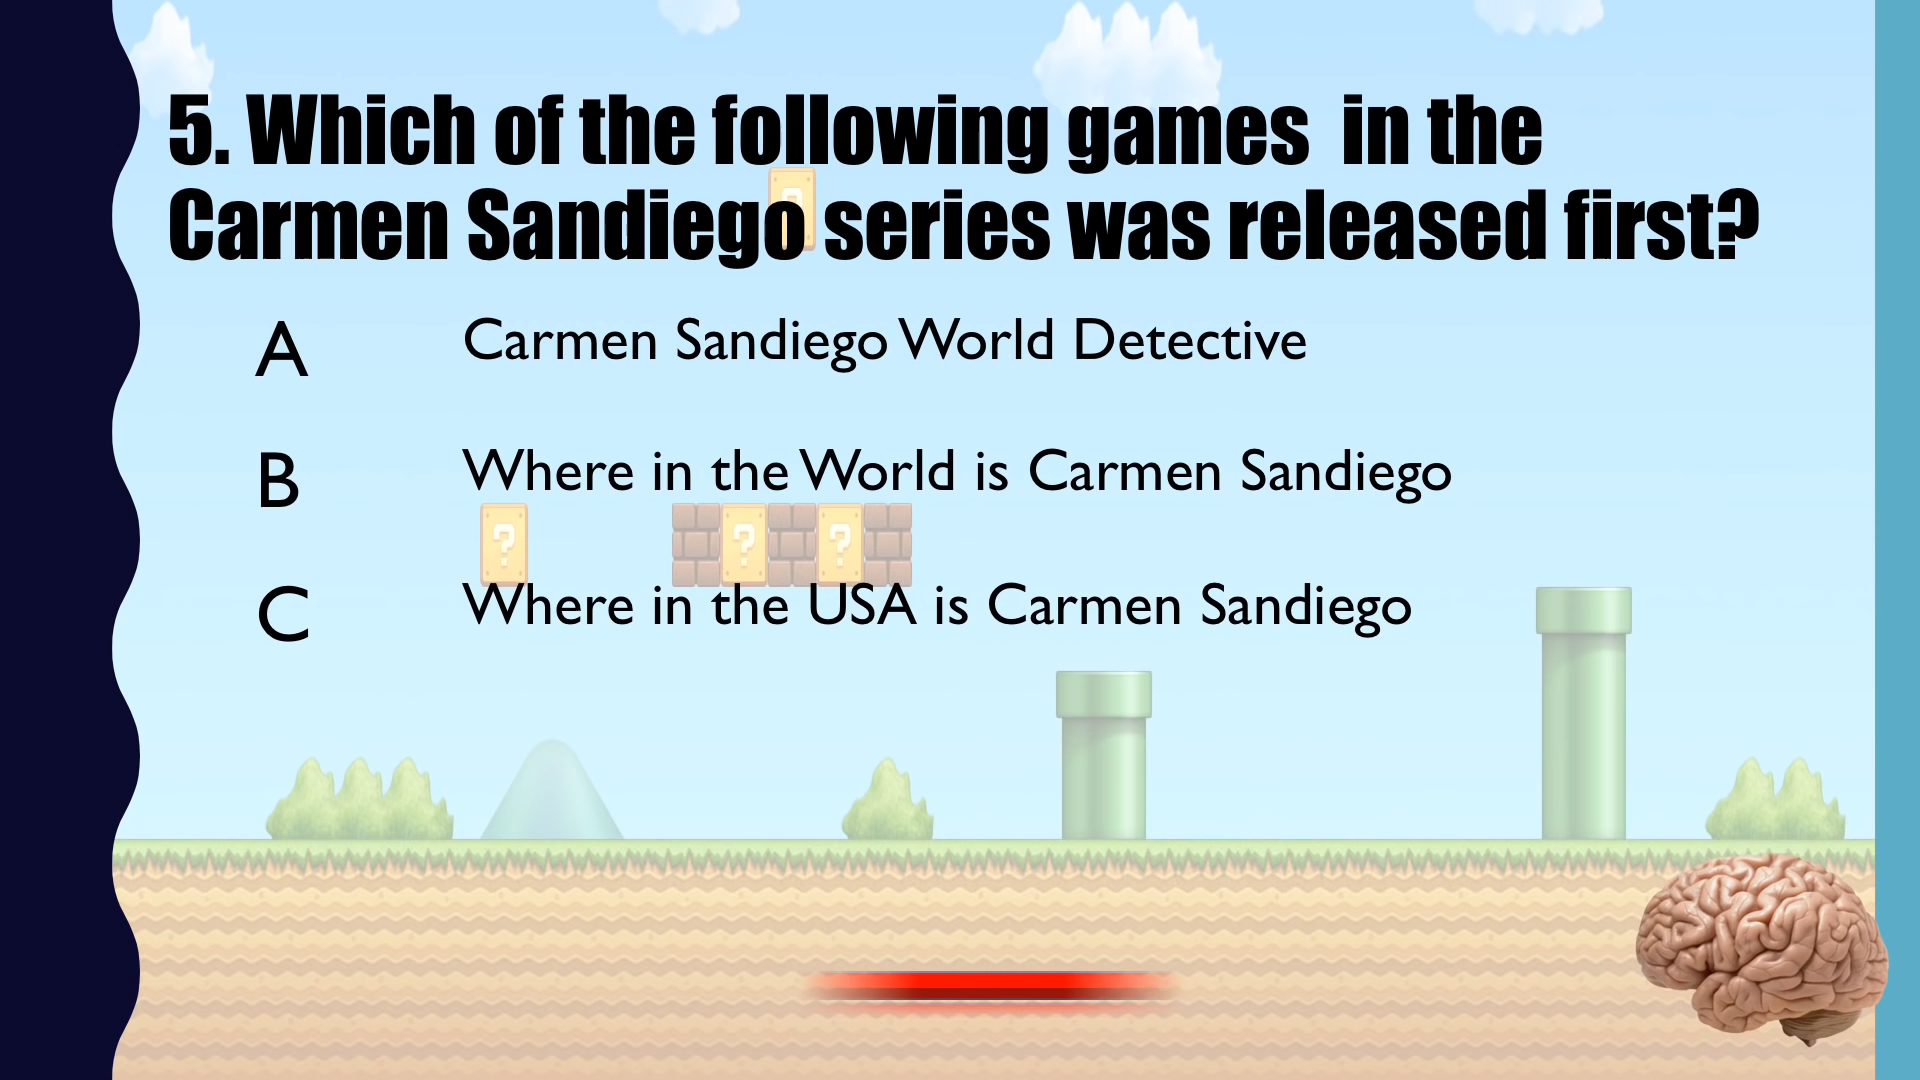 5. Which of the following games  in the
Carmen Sandiego series was released first?
A Carmen Sandiego World Detective
B Where in the World is Carmen Sandiego
? ? ?
C Where in the USA is Carmen Sandiego